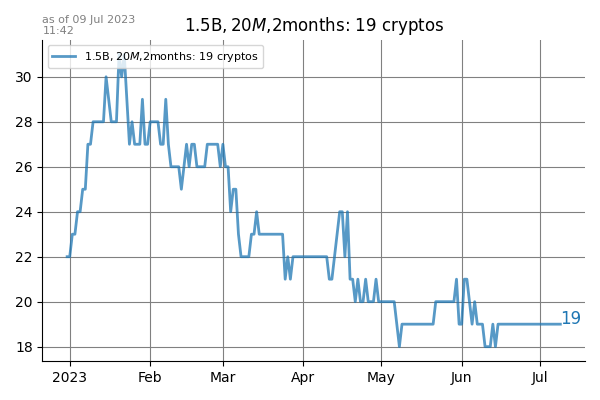 as of 09 Jul 2023
11:42
1.5B, 20M,2months: 19 cryptos
1.5B, 20M,2months: 19 cryptos
30
28
26
24
22
20
18
19
2023
Feb
Mar
Apr
May
Jun
Jul